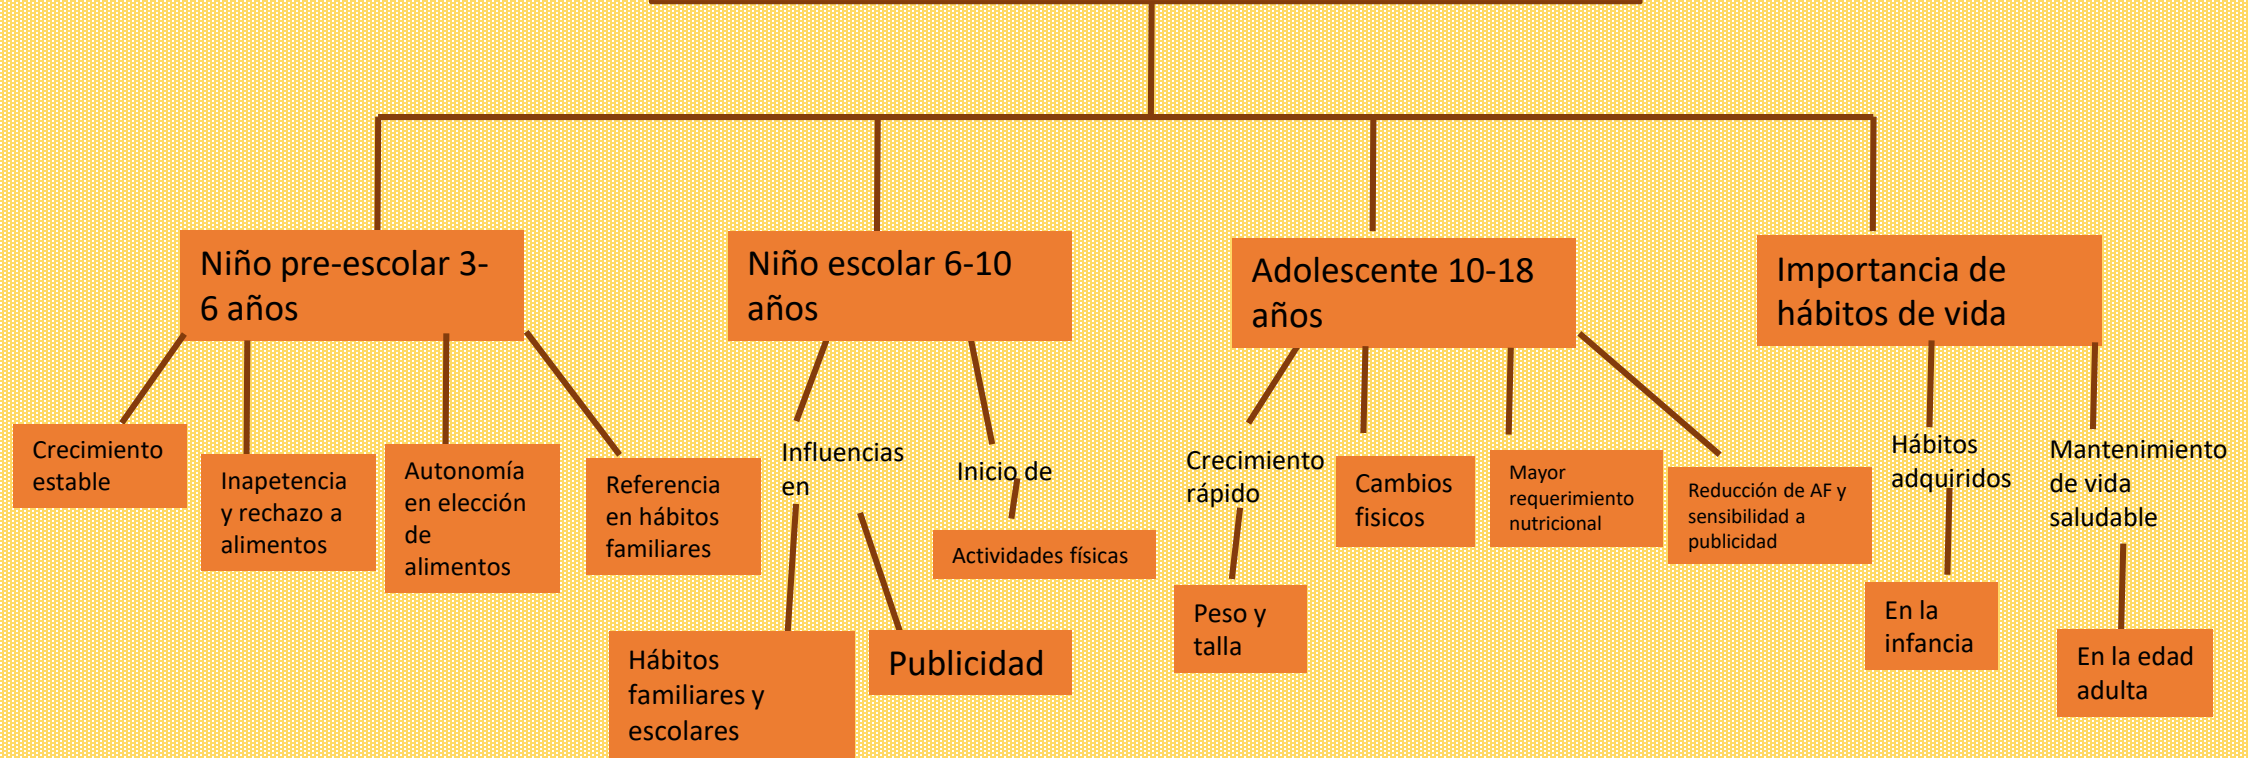 Niño pre-escolar 3-
6 años
Niño escolar 6-10
años
Adolescente 10-18
años
Importancia de
hábitos de vida
Crecimiento
estable
Inapetencia
y rechazo a
alimentos
Autonomía
en elección
de
alimentos
Referencia
en hábitos
familiares
Influencias
en
Hábitos
familiares y
escolares
Publicidad
Inicio de
Actividades físicas
Crecimiento
rápido
Peso y
talla
Cambios
fisicos
Mayor
requerimiento
nutricional
Reducción de AF y
sensibilidad a
publicidad
Hábitos
adquiridos
En la
infancia
Mantenimiento
de vida
saludable
En la edad
adulta